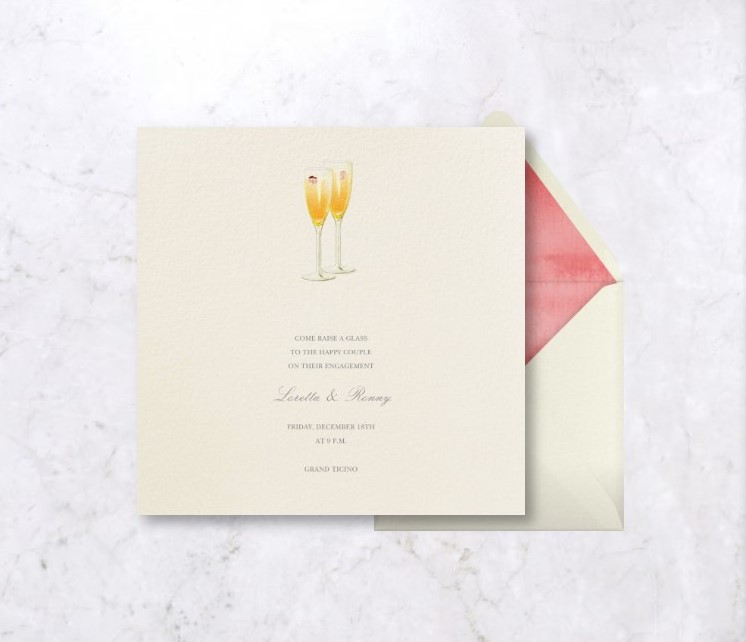 COME RAISE A GLASS
TO THE HAPPY COUPLE
ON THEIR ENGAGEMENT
Loretta & Ronny
FRIDAY, DECEMBER 18TH
AT 9 P.M.
GRAND TICINO